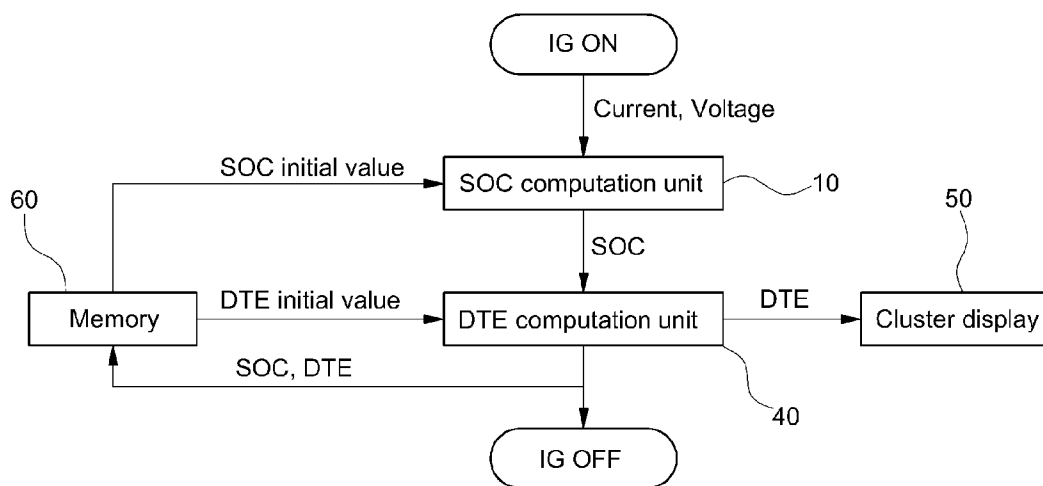 IG ON
Current, Voltage
SOC initial value
SOC computation unit
10
60
50
SOC
Memory
DTE initial value
DTE computation unit
DTE
Cluster display
SOC, DTE
40
IG OFF